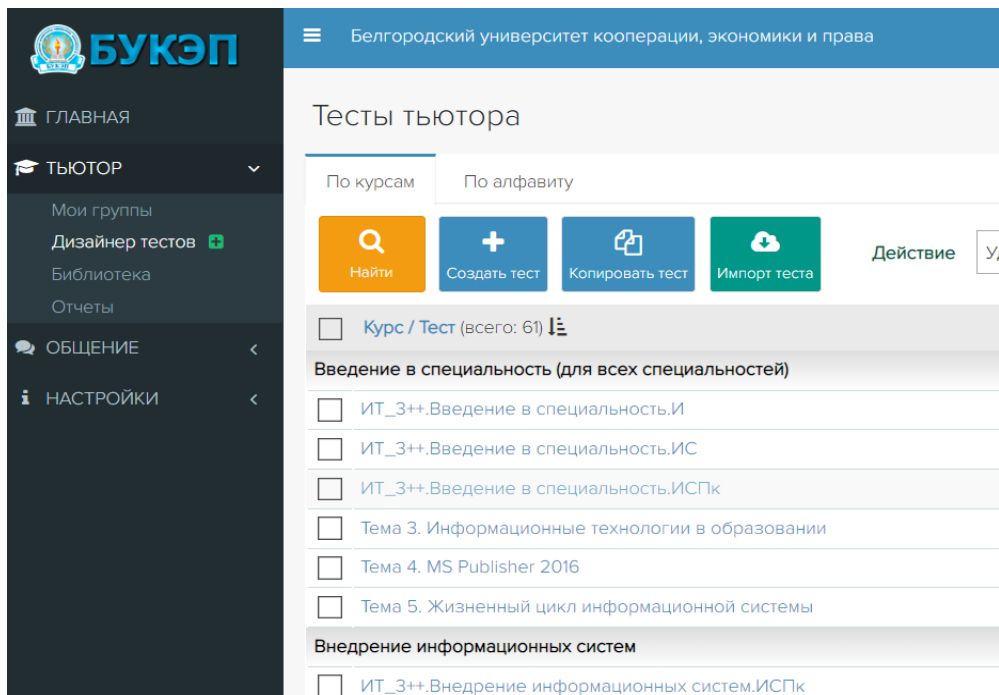 БУКЭП
Белгородский университет кооперации, экономики и права
ГЛАВНАЯ
ТЬЮТОР
Мои группы
Дизайнер тестов
Библиотека
Отчеты
ОБЩЕНИЕ
НАСТРОЙКИ
Тесты тьютора
По курсам По алфавиту
Найти Создать тест Копировать тест Импорт теста Действие
Курс / Тест (всего: 61)
Введение в специальность (для всех специальностей)
ИТ_3++.Введение в специальность.И
ИТ_3++.Введение в специальность.ИС
ИТ_3++.Введение в специальность.ИСПк
Тема 3. Информационные технологии в образовании
Тема 4. MS Publisher 2016
Тема 5. Жизненный цикл информационной системы
Внедрение информационных систем
ИТ_3++.Внедрение информационных систем.ИСПк